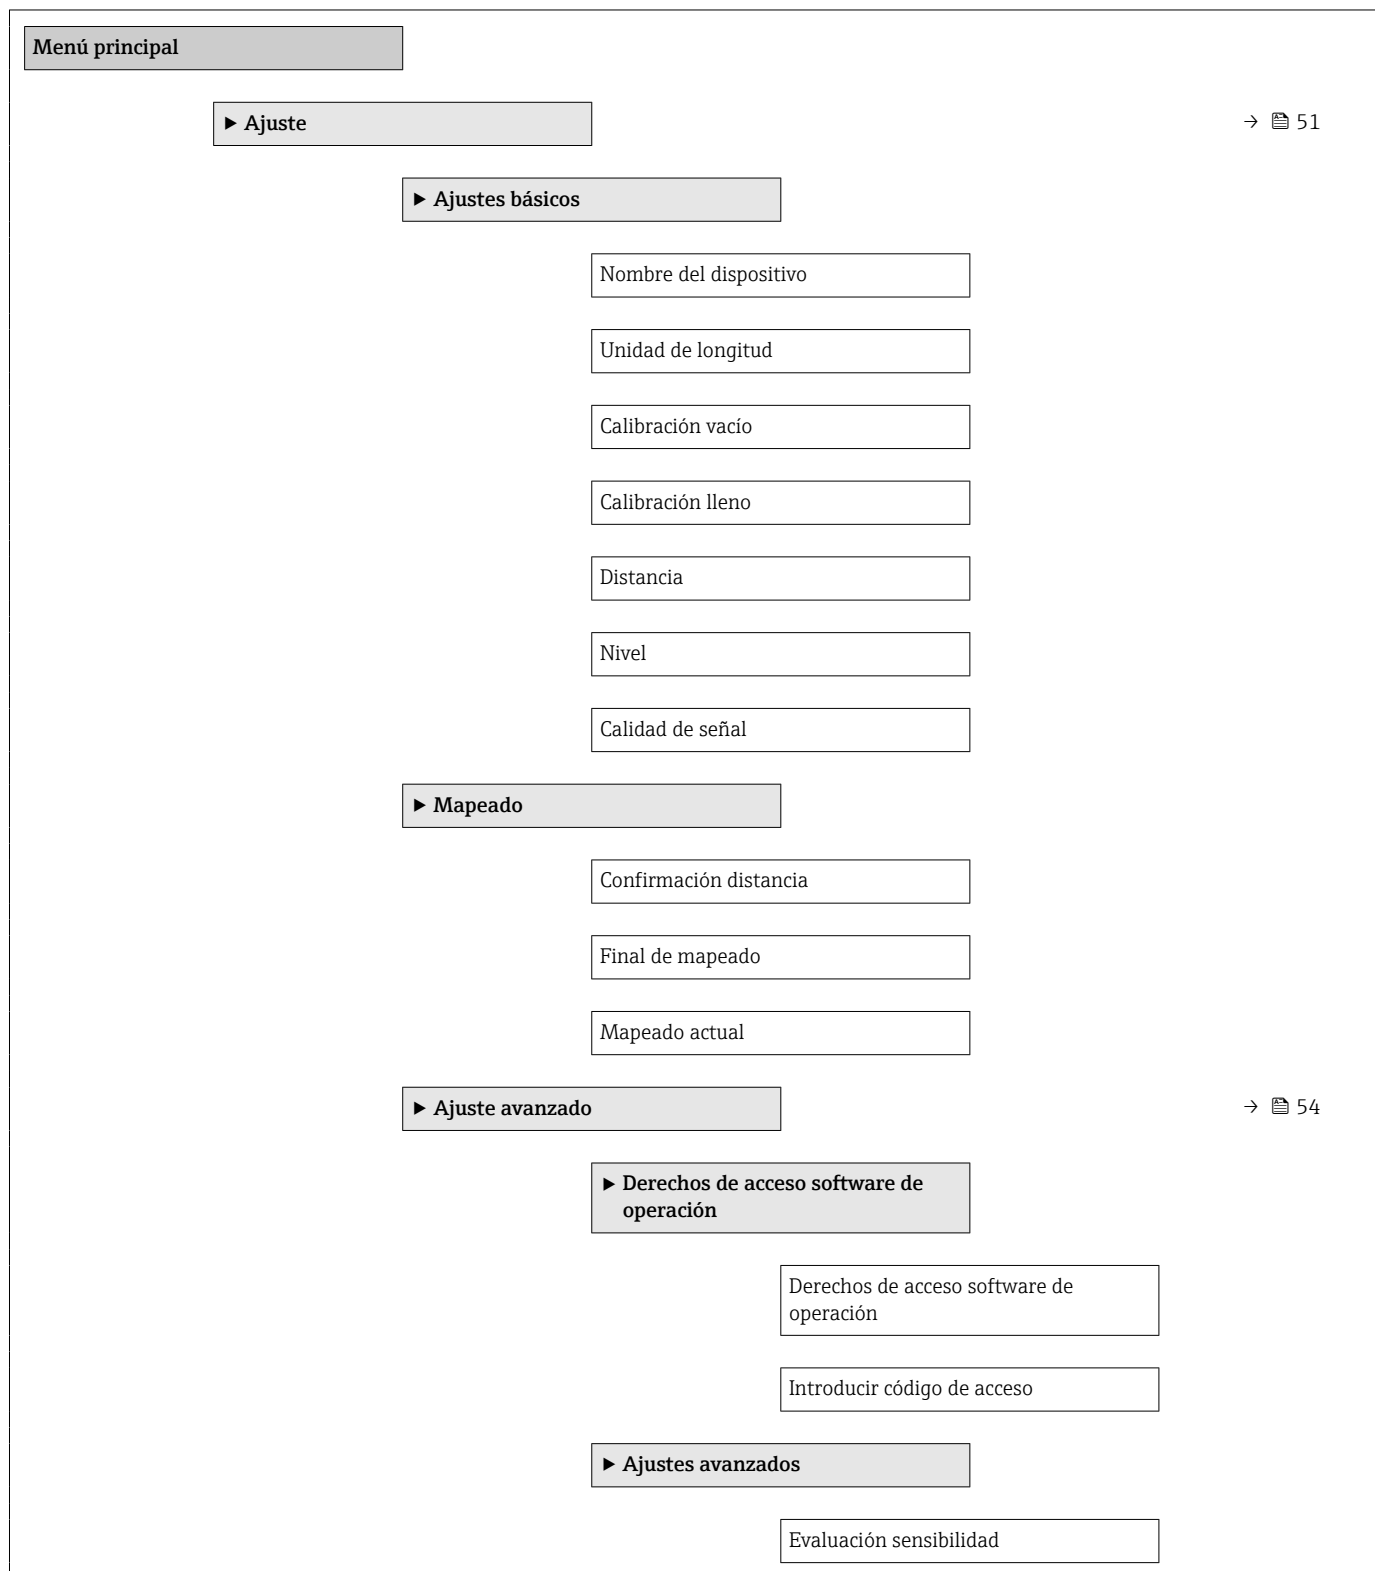 Menú principal
▶ Ajuste → 51
▶ Ajustes básicos
Nombre del dispositivo
Unidad de longitud
Calibración vacío
Calibración lleno
Distancia
Nivel
Calidad de señal
▶ Mapeado
Confirmación distancia
Final de mapeado
Mapeado actual
▶ Ajuste avanzado → 54
▶ Derechos de acceso software de
operación
Derechos de acceso software de
operación
Introducir código de acceso
▶ Ajustes avanzados
Evaluación sensibilidad